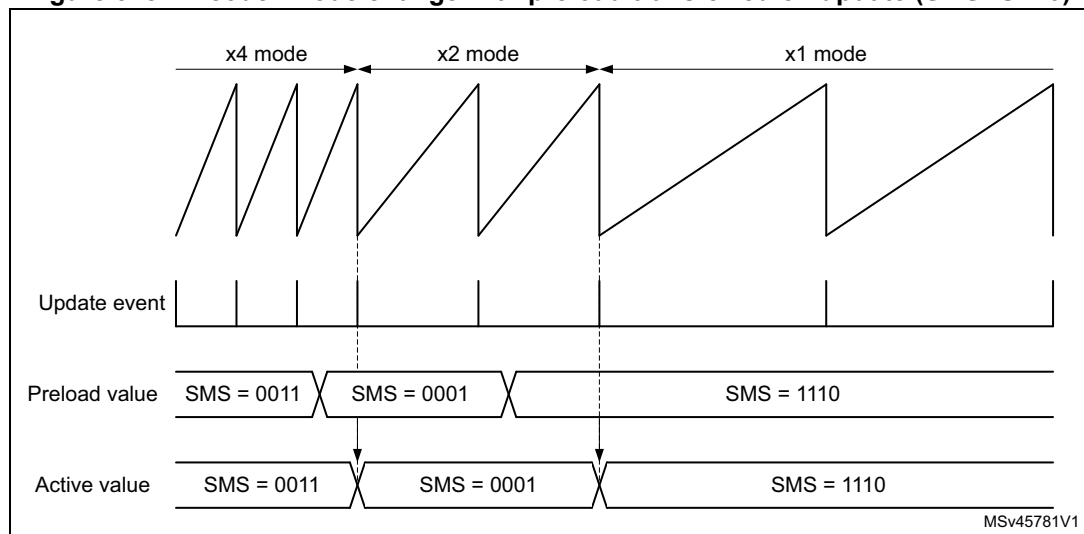 x4 mode x2 mode x1 mode
Update event
Preload value SMS = 0011 SMS = 0001 SMS = 1110
Active value SMS = 0011 SMS = 0001 SMS = 1110
MSv45781V1